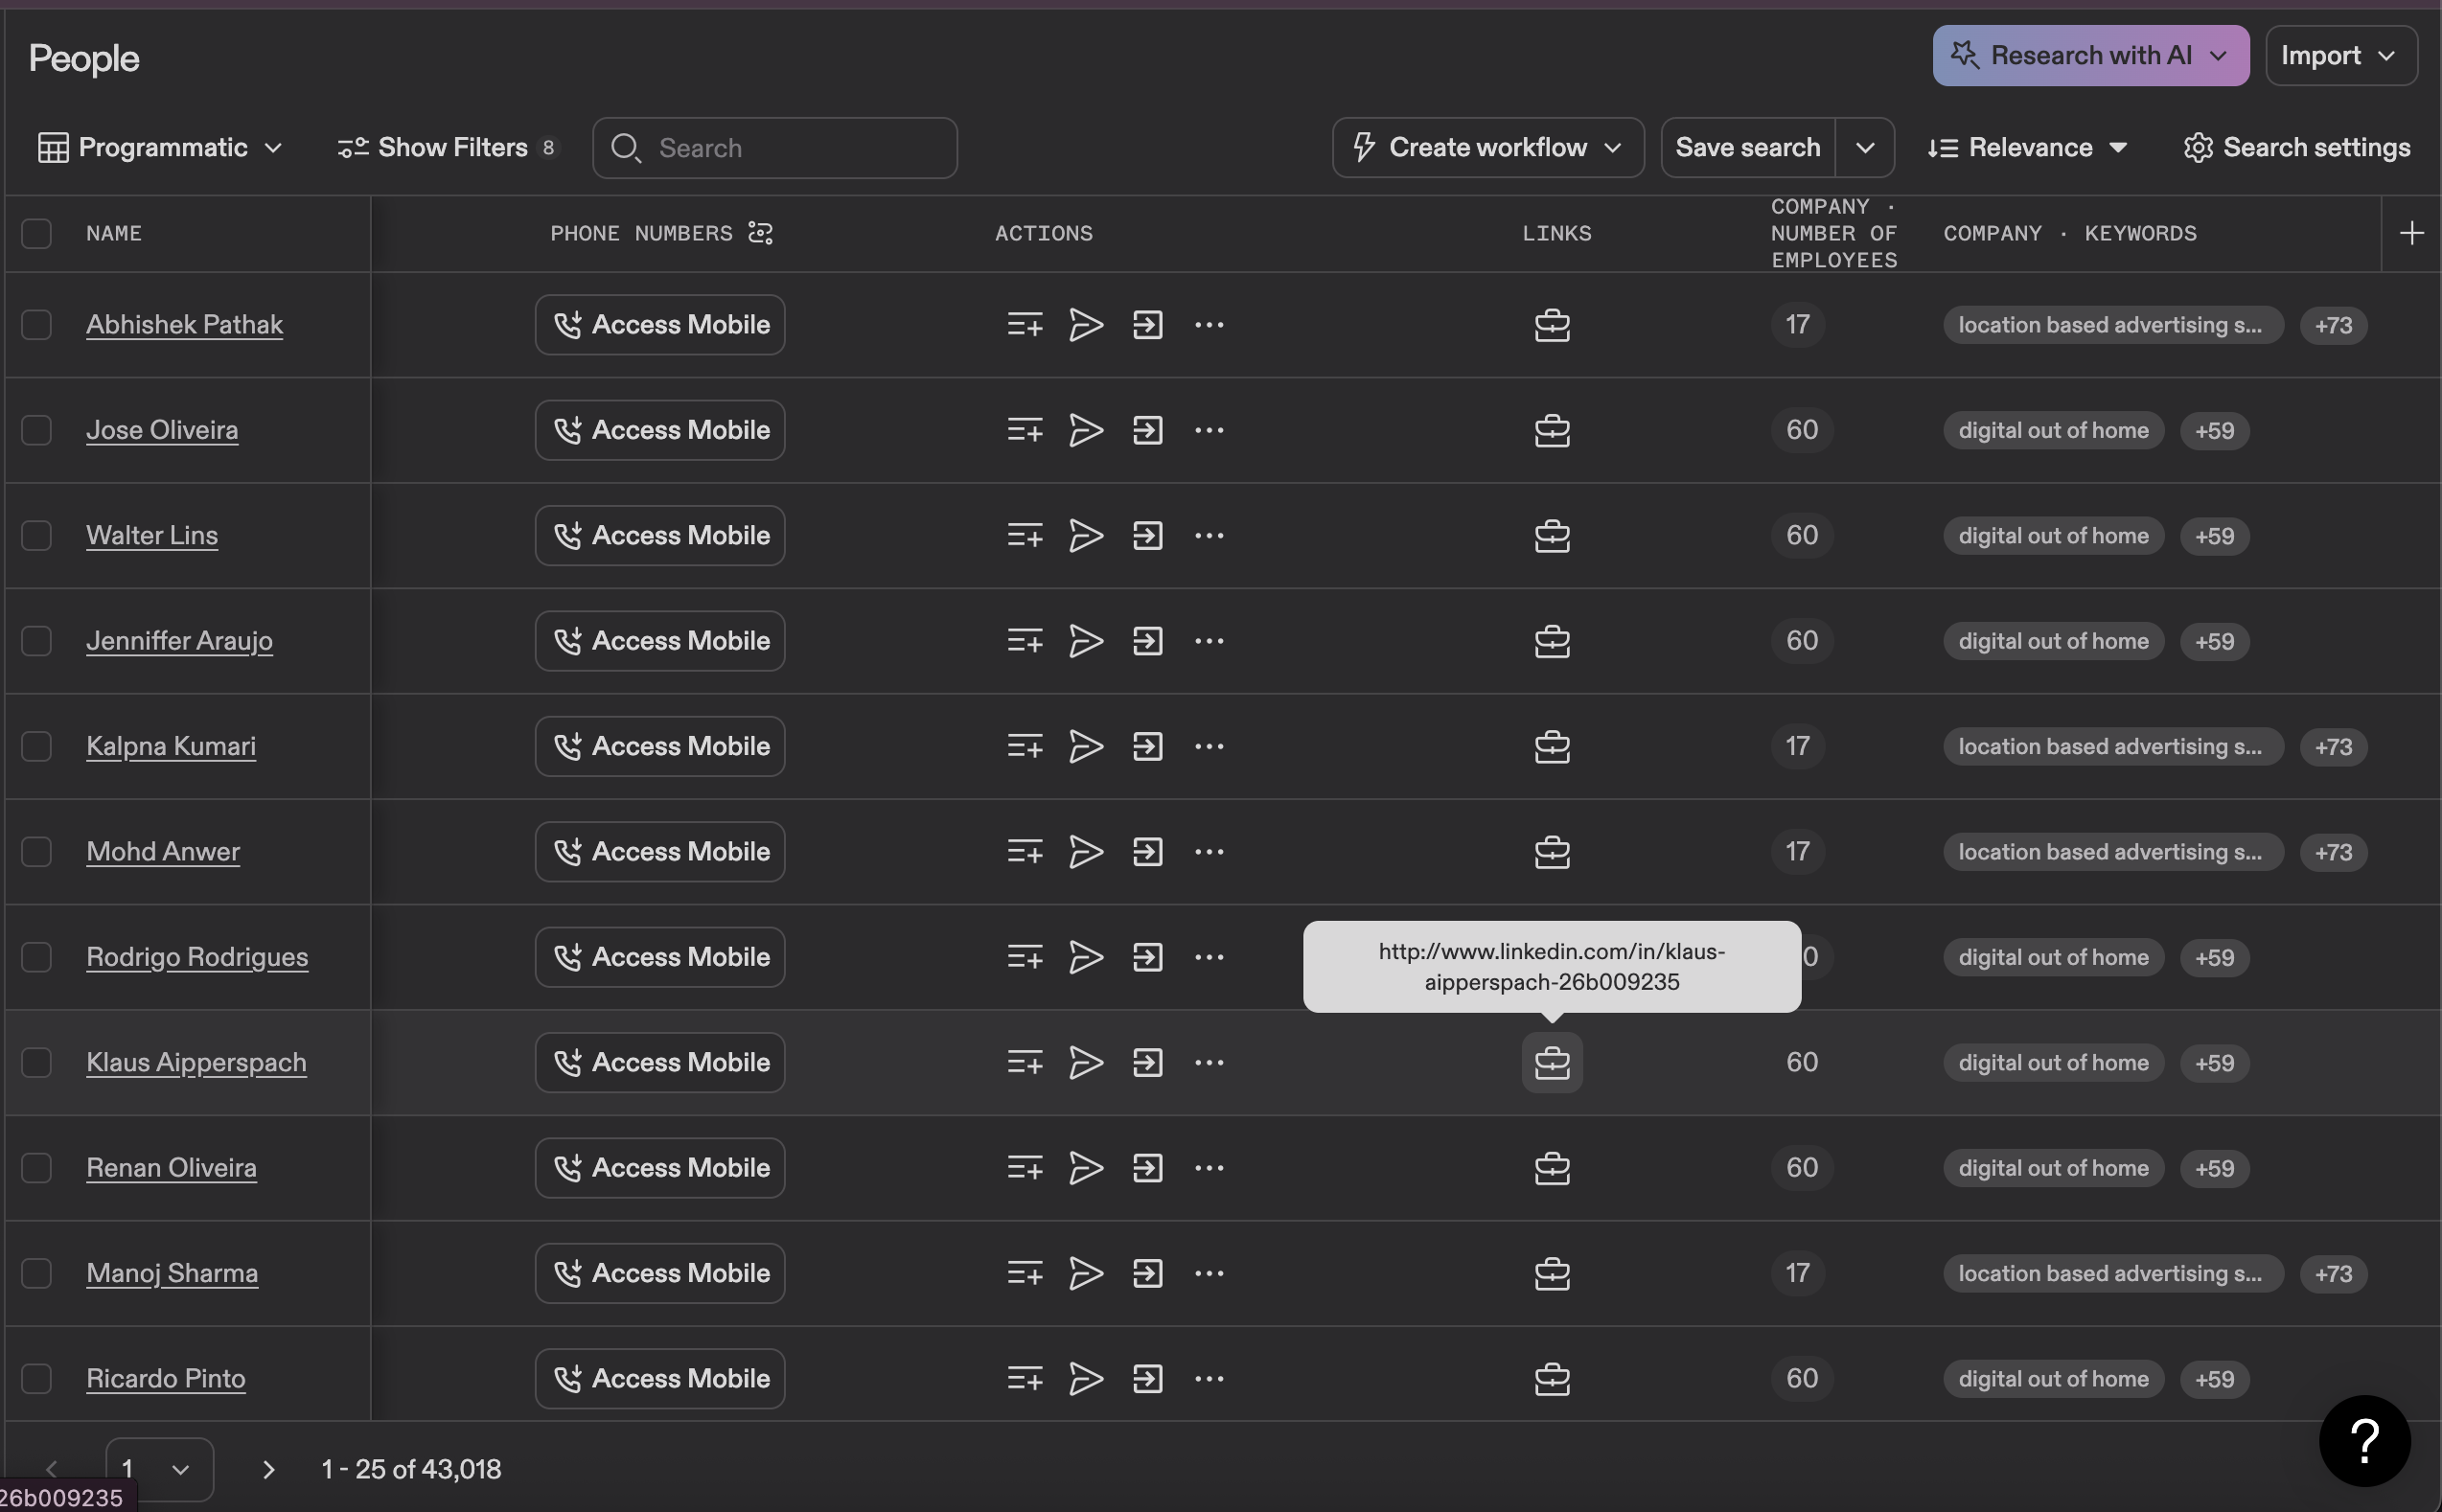 People
Research with AI
Import
Programmatic
Show Filters 8
Search
Create workflow
Save search
Relevance
Search settings
NAME
PHONE NUMBERS
ACTIONS
LINKS
COMPANY ·
NUMBER OF
EMPLOYEES
COMPANY · KEYWORDS
Abhishek Pathak Access Mobile 17 location based advertising s... +73
Jose Oliveira Access Mobile 60 digital out of home +59
Walter Lins Access Mobile 60 digital out of home +59
Jenniffer Araujo Access Mobile 60 digital out of home +59
Kalpna Kumari Access Mobile 17 location based advertising s... +73
Mohd Anwer Access Mobile 17 location based advertising s... +73
Rodrigo Rodrigues Access Mobile 0 digital out of home +59
http://www.linkedin.com/in/klaus-
aipperspach-26b009235
Klaus Aipperspach Access Mobile 60 digital out of home +59
Renan Oliveira Access Mobile 60 digital out of home +59
Manoj Sharma Access Mobile 17 location based advertising s... +73
Ricardo Pinto Access Mobile 60 digital out of home +59
?
1
1 - 25 of 43,018
26b009235